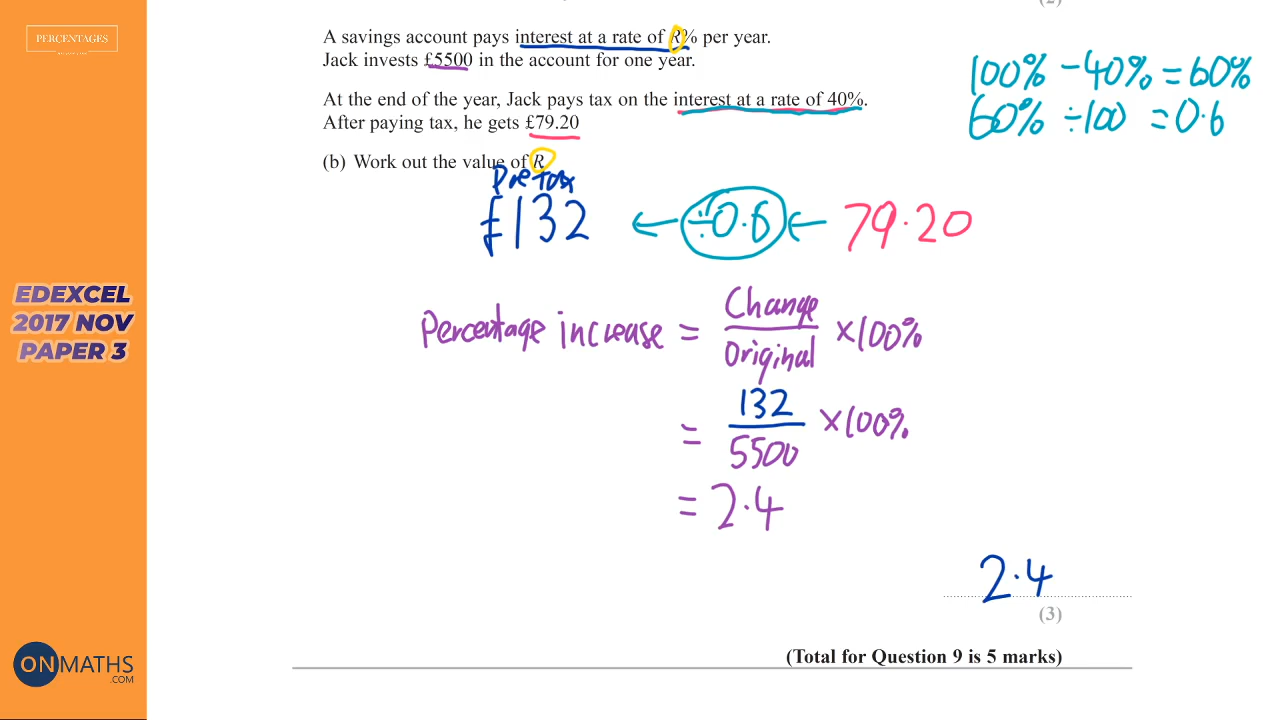 PERCENTAGES
(2)
A savings account pays interest at a rate of R% per year.
Jack invests £5500 in the account for one year.
At the end of the year, Jack pays tax on the interest at a rate of 40%.
After paying tax, he gets £79.20
(b) Work out the value of R
100% - 40% = 60%
60% ÷ 100 = 0.6
Pre tax
£132 ← ÷0.6 ← 79.20
Percentage increase = Change / Original × 100%
= 132 / 5500 × 100%
= 2.4
2.4
(3)
(Total for Question 9 is 5 marks)
EDEXCEL
2017 NOV
PAPER 3
ONMATHS
.COM